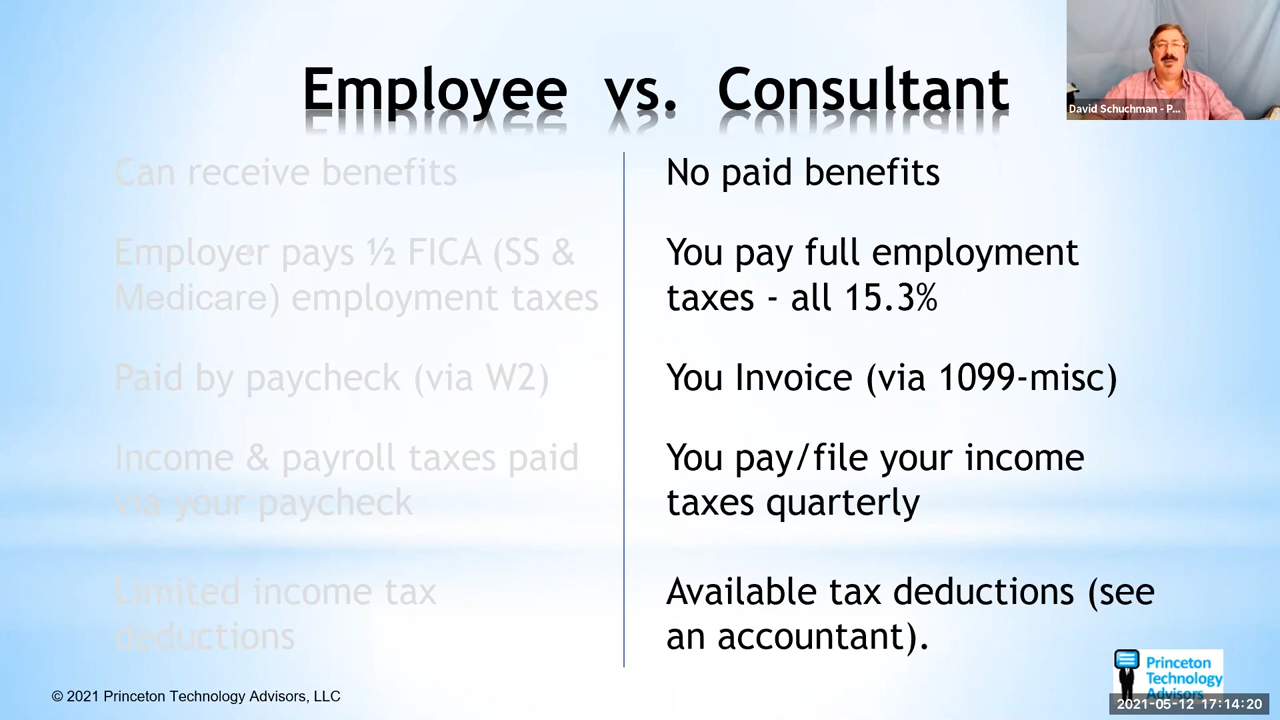 Employee vs. Consultant
David Schuchman - P...
Can receive benefits
Employer pays ½ FICA (SS &
Medicare) employment taxes
Paid by paycheck (via W2)
Income & payroll taxes paid
via your paycheck
Limited income tax
deductions
No paid benefits
You pay full employment
taxes - all 15.3%
You Invoice (via 1099-misc)
You pay/file your income
taxes quarterly
Available tax deductions (see
an accountant).
© 2021 Princeton Technology Advisors, LLC
Princeton
Technology
Advisors
2021-05-12 17:14:20